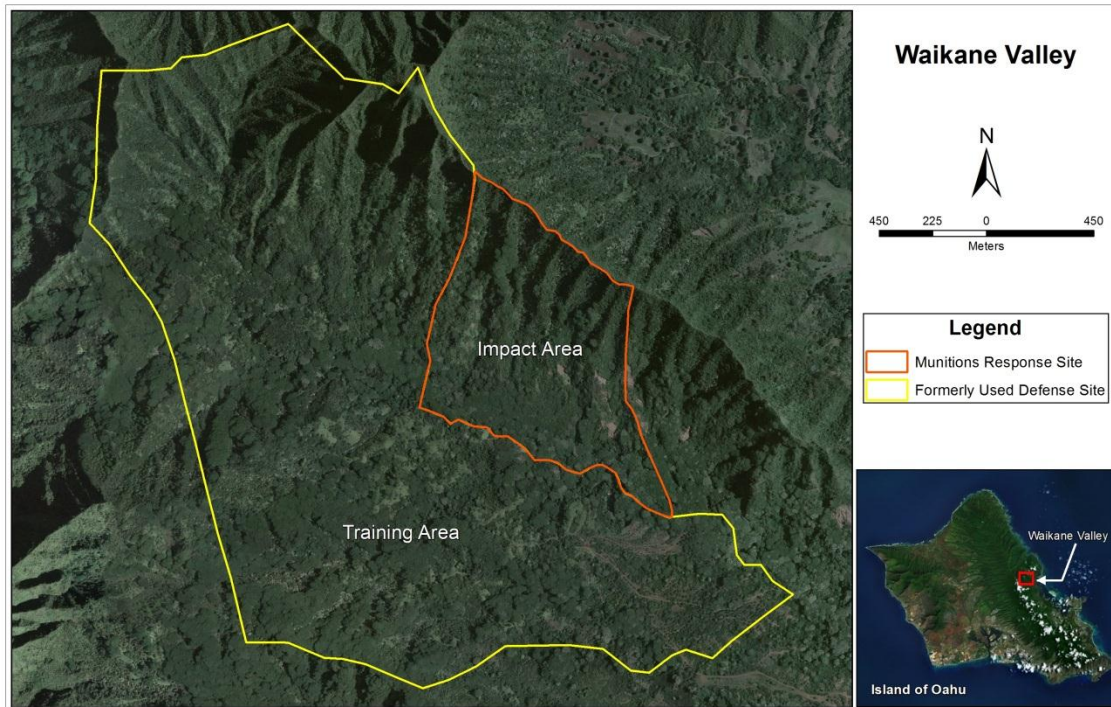 Waikane Valley
N
450 225 0 450
Meters
Legend
Munitions Response Site
Formerly Used Defense Site
Impact Area
Training Area
Waikane Valley
Island of Oahu